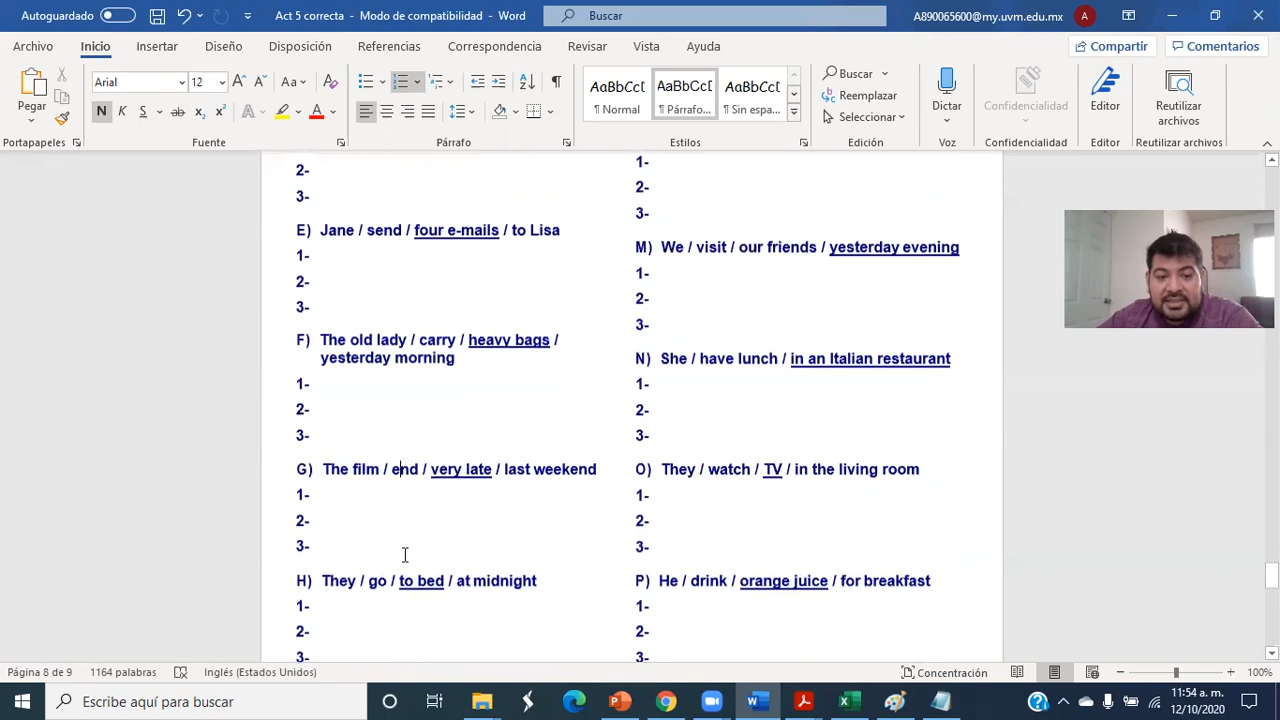 Autoguardado
Act 5 correcta - Modo de compatibilidad - Word
Buscar
A890065600@my.uvm.edu.mx
A
Archivo
Inicio
Insertar
Diseño
Disposición
Referencias
Correspondencia
Revisar
Vista
Ayuda
Compartir
Comentarios
Pegar
Arial
12
Aa
N
K
S
ab
x₂
x²
A
A
AaBbCc
¶ Normal
AaBbCcD
¶ Párrafo...
AaBbCc
¶ Sin espa...
Buscar
Reemplazar
Seleccionar
Dictar
Confidencialidad
Editor
Reutilizar archivos
Portapapeles
Fuente
Párrafo
Estilos
Edición
Voz
Confidencialidad
Editor
Reutilizar archivos
2-
3-
E) Jane / send / four e-mails / to Lisa
1-
2-
3-
F) The old lady / carry / heavy bags /
yesterday morning
1-
2-
3-
G) The film / end / very late / last weekend
1-
2-
3-
H) They / go / to bed / at midnight
1-
2-
3-
1-
2-
3-
M) We / visit / our friends / yesterday evening
1-
2-
3-
N) She / have lunch / in an Italian restaurant
1-
2-
3-
O) They / watch / TV / in the living room
1-
2-
3-
P) He / drink / orange juice / for breakfast
1-
2-
3-
Página 8 de 9
1164 palabras
Inglés (Estados Unidos)
Concentración
100%
Escribe aquí para buscar
11:54 a. m.
12/10/2020